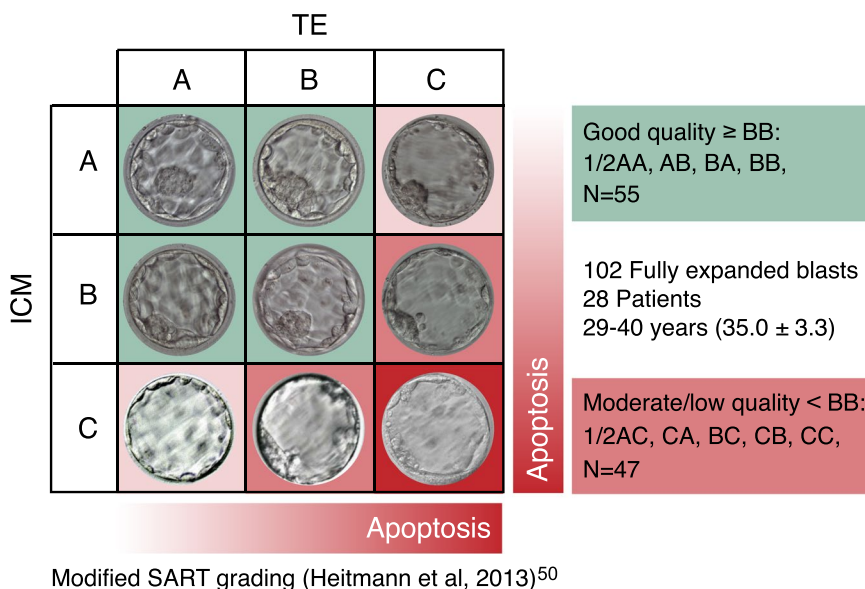 TE
A B C
A
B
C
ICM
Apoptosis
Apoptosis
Good quality ≥ BB:
1/2AA, AB, BA, BB,
N=55
102 Fully expanded blasts
28 Patients
29-40 years (35.0 ± 3.3)
Moderate/low quality < BB:
1/2AC, CA, BC, CB, CC,
N=47
Modified SART grading (Heitmann et al, 2013)50